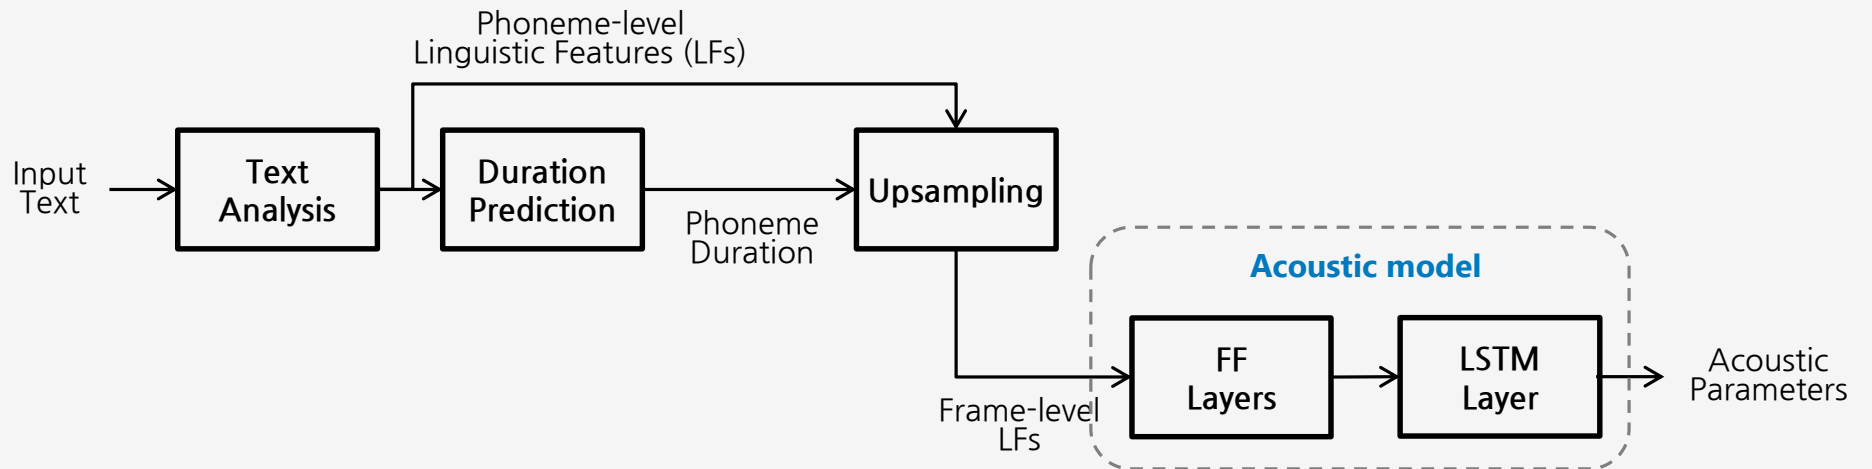 Phoneme-level
Linguistic Features (LFs)
Input
Text
Text
Analysis
Duration
Prediction
Phoneme
Duration
Upsampling
Acoustic model
FF
Layers
LSTM
Layer
Frame-level
LFs
Acoustic
Parameters